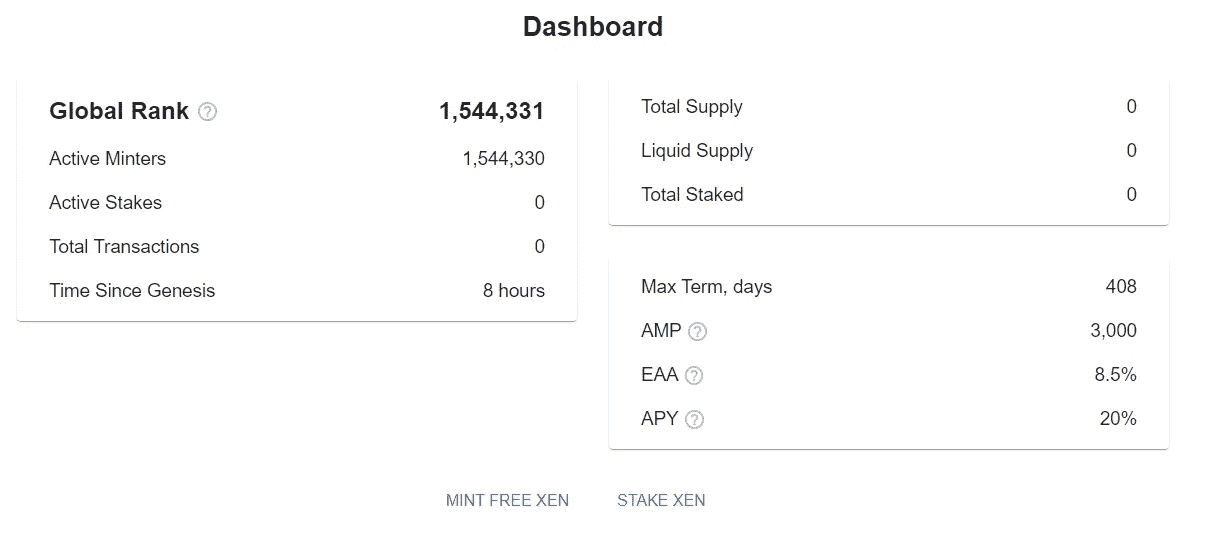 Dashboard
Global Rank ? 1,544,331
Active Minters 1,544,330
Active Stakes 0
Total Transactions 0
Time Since Genesis 8 hours
Total Supply 0
Liquid Supply 0
Total Staked 0
Max Term, days 408
AMP ? 3,000
EAA ? 8.5%
APY ? 20%
MINT FREE XEN STAKE XEN